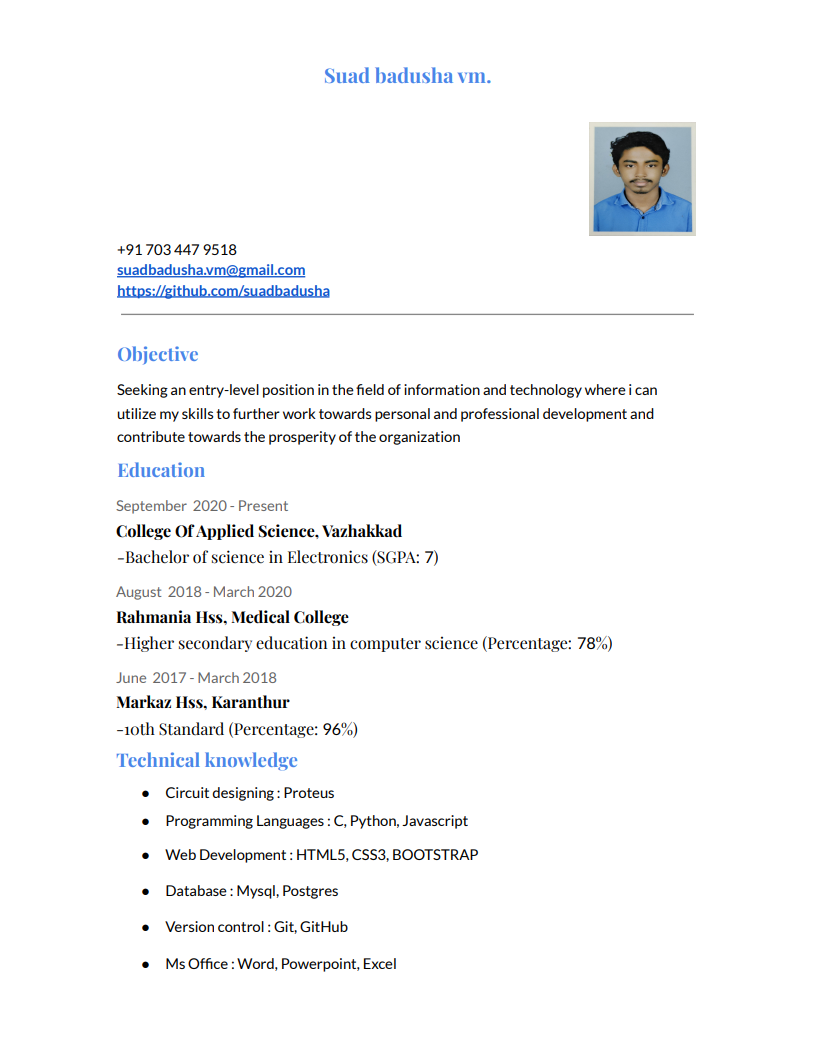 Suad badusha vm.
+91 703 447 9518
suadbadusha.vm@gmail.com
https://github.com/suadbadusha
Objective
Seeking an entry-level position in the field of information and technology where i can
utilize my skills to further work towards personal and professional development and
contribute towards the prosperity of the organization
Education
September 2020 - Present
College Of Applied Science, Vazhakkad
-Bachelor of science in Electronics (SGPA: 7)
August 2018 - March 2020
Rahmania Hss, Medical College
-Higher secondary education in computer science (Percentage: 78%)
June 2017 - March 2018
Markaz Hss, Karanthur
-10th Standard (Percentage: 96%)
Technical knowledge
● Circuit designing : Proteus
● Programming Languages : C, Python, Javascript
● Web Development : HTML5, CSS3, BOOTSTRAP
● Database : Mysql, Postgres
● Version control : Git, GitHub
● Ms Office : Word, Powerpoint, Excel